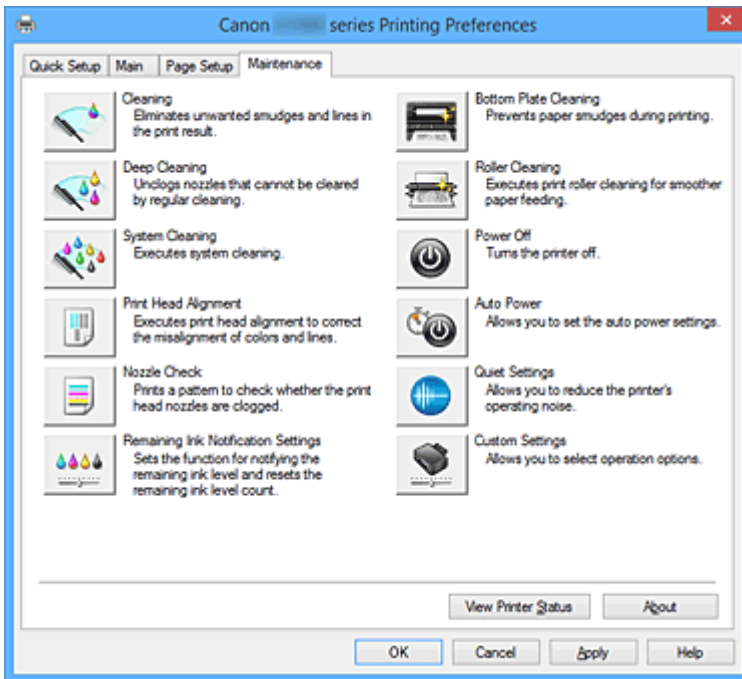 Canon series Printing Preferences
Quick Setup Main Page Setup Maintenance
Cleaning
Eliminates unwanted smudges and lines in
the print result.
Deep Cleaning
Unclogs nozzles that cannot be cleared
by regular cleaning.
System Cleaning
Executes system cleaning.
Print Head Alignment
Executes print head alignment to correct
the misalignment of colors and lines.
Nozzle Check
Prints a pattern to check whether the print
head nozzles are clogged.
Remaining Ink Notification Settings
Sets the function for notifying the
remaining ink level and resets the
remaining ink level count.
Bottom Plate Cleaning
Prevents paper smudges during printing.
Roller Cleaning
Executes print roller cleaning for smoother
paper feeding.
Power Off
Turns the printer off.
Auto Power
Allows you to set the auto power settings.
Quiet Settings
Allows you to reduce the printer's
operating noise.
Custom Settings
Allows you to select operation options.
View Printer Status About
OK Cancel Apply Help